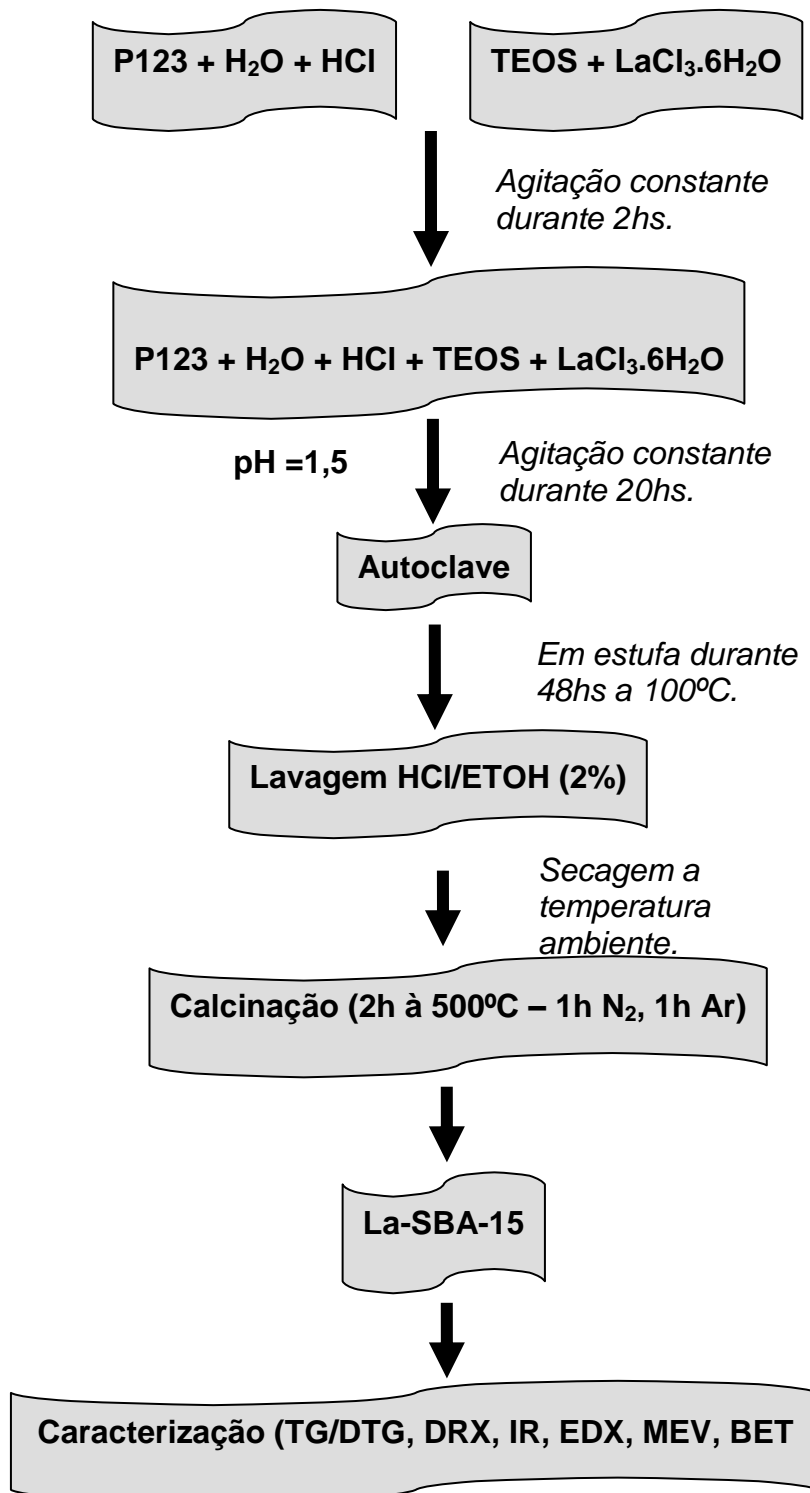 P123 + H₂O + HCl
TEOS + LaCl₃.6H₂O
Agitação constante
durante 2hs.
P123 + H₂O + HCl + TEOS + LaCl₃.6H₂O
pH =1,5
Agitação constante
durante 20hs.
Autoclave
Em estufa durante
48hs a 100ºC.
Lavagem HCl/ETOH (2%)
Secagem a
temperatura
ambiente.
Calcinação (2h à 500ºC – 1h N₂, 1h Ar)
La-SBA-15
Caracterização (TG/DTG, DRX, IR, EDX, MEV, BET